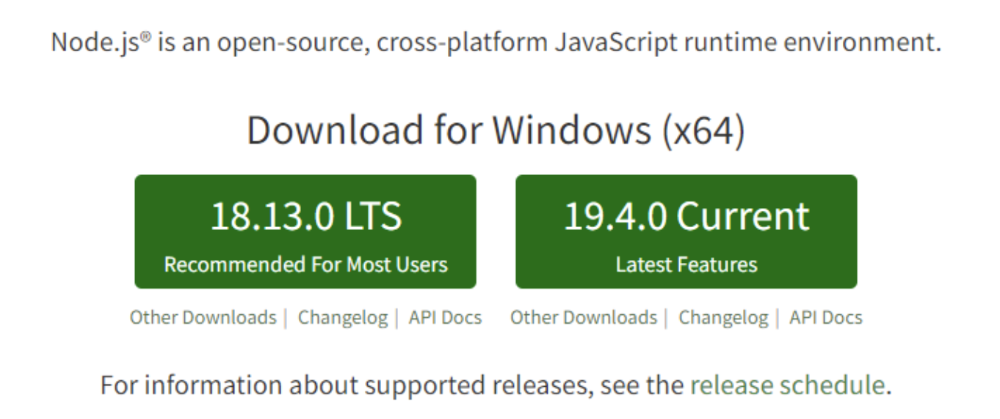 Node.js® is an open-source, cross-platform JavaScript runtime environment.
Download for Windows (x64)
18.13.0 LTS
Recommended For Most Users
19.4.0 Current
Latest Features
Other Downloads | Changelog | API Docs
Other Downloads | Changelog | API Docs
For information about supported releases, see the release schedule.